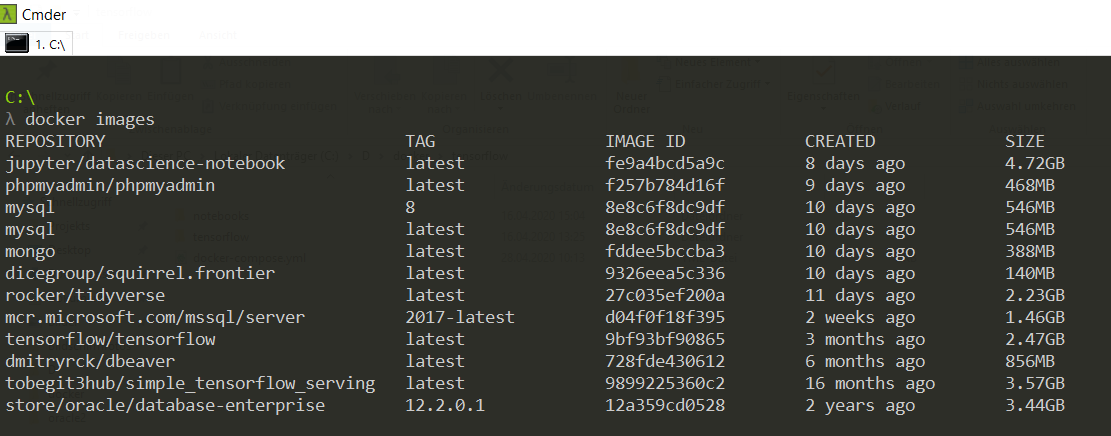 λ Cmder
1. C:\
C:\
λ docker images
REPOSITORY TAG IMAGE ID CREATED SIZE
jupyter/datascience-notebook latest fe9a4bcd5a9c 8 days ago 4.72GB
phpmyadmin/phpmyadmin latest f257b784d16f 9 days ago 468MB
mysql 8 8e8c6f8dc9df 10 days ago 546MB
mysql latest 8e8c6f8dc9df 10 days ago 546MB
mongo latest fddee5bccba3 10 days ago 388MB
dicegroup/squirrel.frontier latest 9326eea5c336 10 days ago 140MB
rocker/tidyverse latest 27c035ef200a 11 days ago 2.23GB
mcr.microsoft.com/mssql/server 2017-latest d04f0f18f395 2 weeks ago 1.46GB
tensorflow/tensorflow latest 9bf93bf90865 3 months ago 2.47GB
dmitryrck/dbeaver latest 728fde430612 6 months ago 856MB
tobegit3hub/simple_tensorflow_serving latest 9899225360c2 16 months ago 3.57GB
store/oracle/database-enterprise 12.2.0.1 12a359cd0528 2 years ago 3.44GB